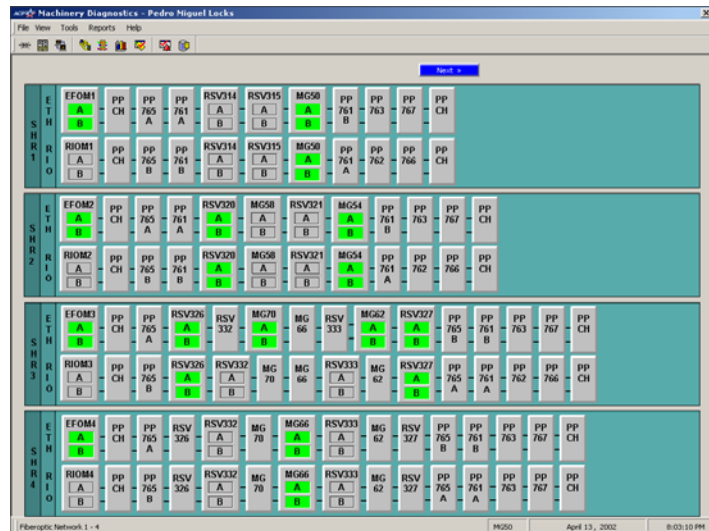 Machinery Diagnostics - Pedro Niguel Locks
File View Tools Reports Help
Next >
SHR 1
ETH
EFOM1 A B
PP CH
PP 765 A
PP 761 A
RSV314 A B
RSV315 A B
MG50 A B
PP 761 B
PP 763
PP 767
PP CH
RIO
RIOM1 A B
PP CH
PP 765 B
PP 761 B
RSV314 A B
RSV315 A B
MG50 A B
PP 761 A
PP 762
PP 766
PP CH
SHR 2
ETH
EFOM2 A B
PP CH
PP 765 A
PP 761 A
RSV320 A B
MG58 A B
RSV321 A B
MG54 A B
PP 761 B
PP 763
PP 767
PP CH
RIO
RIOM2 A B
PP CH
PP 765 B
PP 761 B
RSV320 A B
MG58 A B
RSV321 A B
MG54 A B
PP 761 A
PP 762
PP 766
PP CH
SHR 3
ETH
EFOM3 A B
PP CH
PP 765 A
RSV326 A B
RSV 332
MG70 A B
MG 66
RSV 333
MG62 A B
RSV327 A B
PP 765 B
PP 761 B
PP 763
PP 767
PP CH
RIO
RIOM3 A B
PP CH
PP 765 B
RSV326 A B
RSV332 A B
MG 70
MG 66
RSV333 A B
MG 62
RSV327 A B
PP 765 A
PP 761 A
PP 762
PP 766
PP CH
SHR 4
ETH
EFOM4 A B
PP CH
PP 765 A
RSV 326
RSV332 A B
MG 70
MG66 A B
RSV333 A B
MG 62
RSV 327
PP 765 B
PP 761 B
PP 763
PP 767
PP CH
RIO
RIOM4 A B
PP CH
PP 765 B
RSV 326
RSV332 A B
MG 70
MG66 A B
RSV333 A B
MG 62
RSV 327
PP 765 A
PP 761 A
PP 763
PP 767
PP CH
Fiberoptic Network 1 - 4
MG50
April 13, 2002
8:03:10 PM